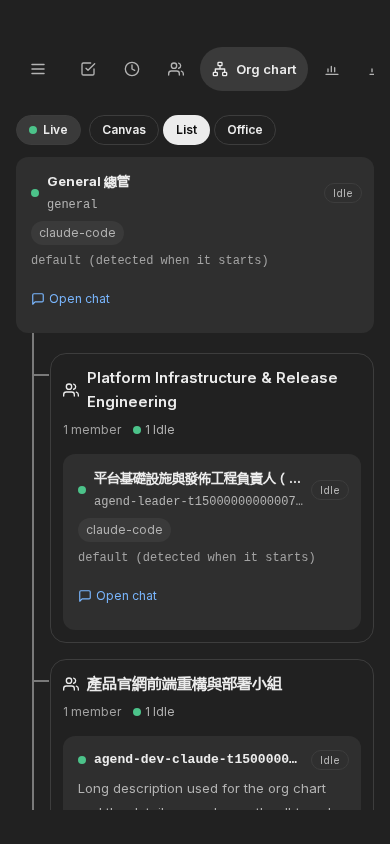 Org chart
Live
Canvas
List
Office
General 總管
general
Idle
claude-code
default (detected when it starts)
Open chat
Platform Infrastructure & Release
Engineering
1 member
1 Idle
平台基礎設施與發佈工程負責人 ( ...
agend-leader-t15000000000007…
Idle
claude-code
default (detected when it starts)
Open chat
產品官網前端重構與部署小組
1 member
1 Idle
agend-dev-claude-t1500000…
Idle
Long description used for the org chart